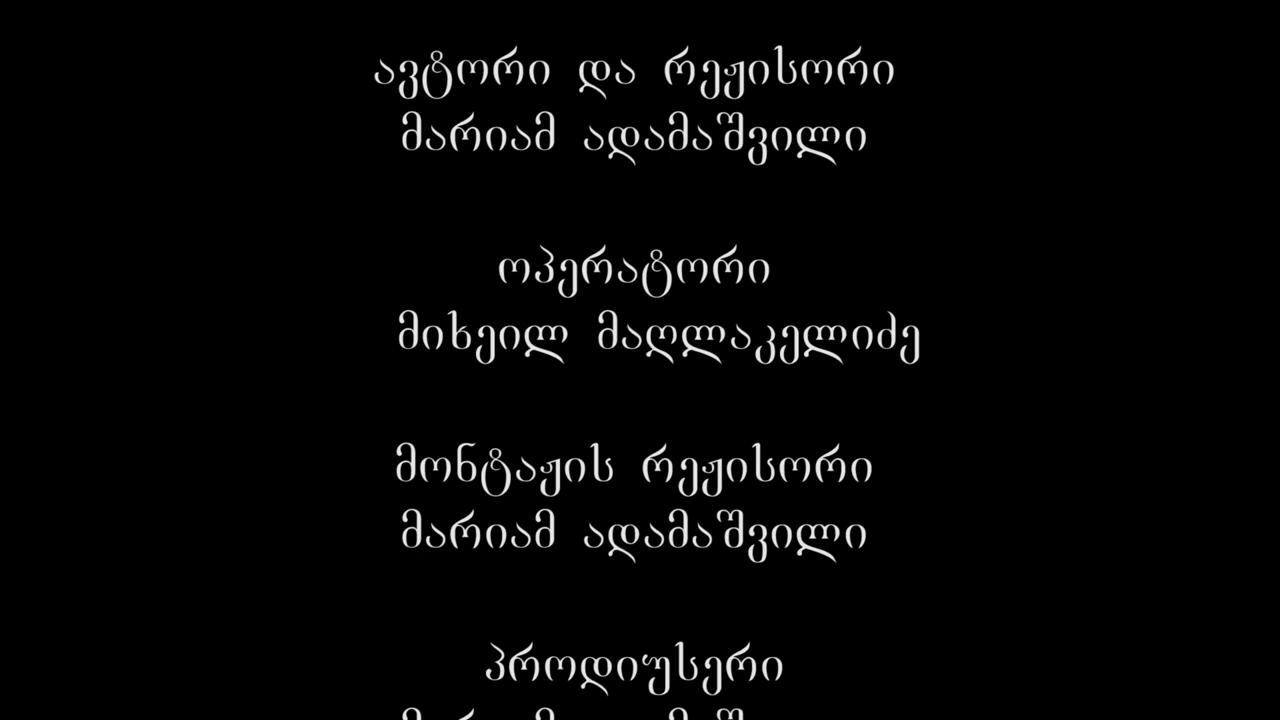 ავტორი და რეჟისორი
მარიამ ადამაშვილი
ოპერატორი
მიხეილ მაღლაკელიძე
მონტაჟის რეჟისორი
მარიამ ადამაშვილი
პროდიუსერი